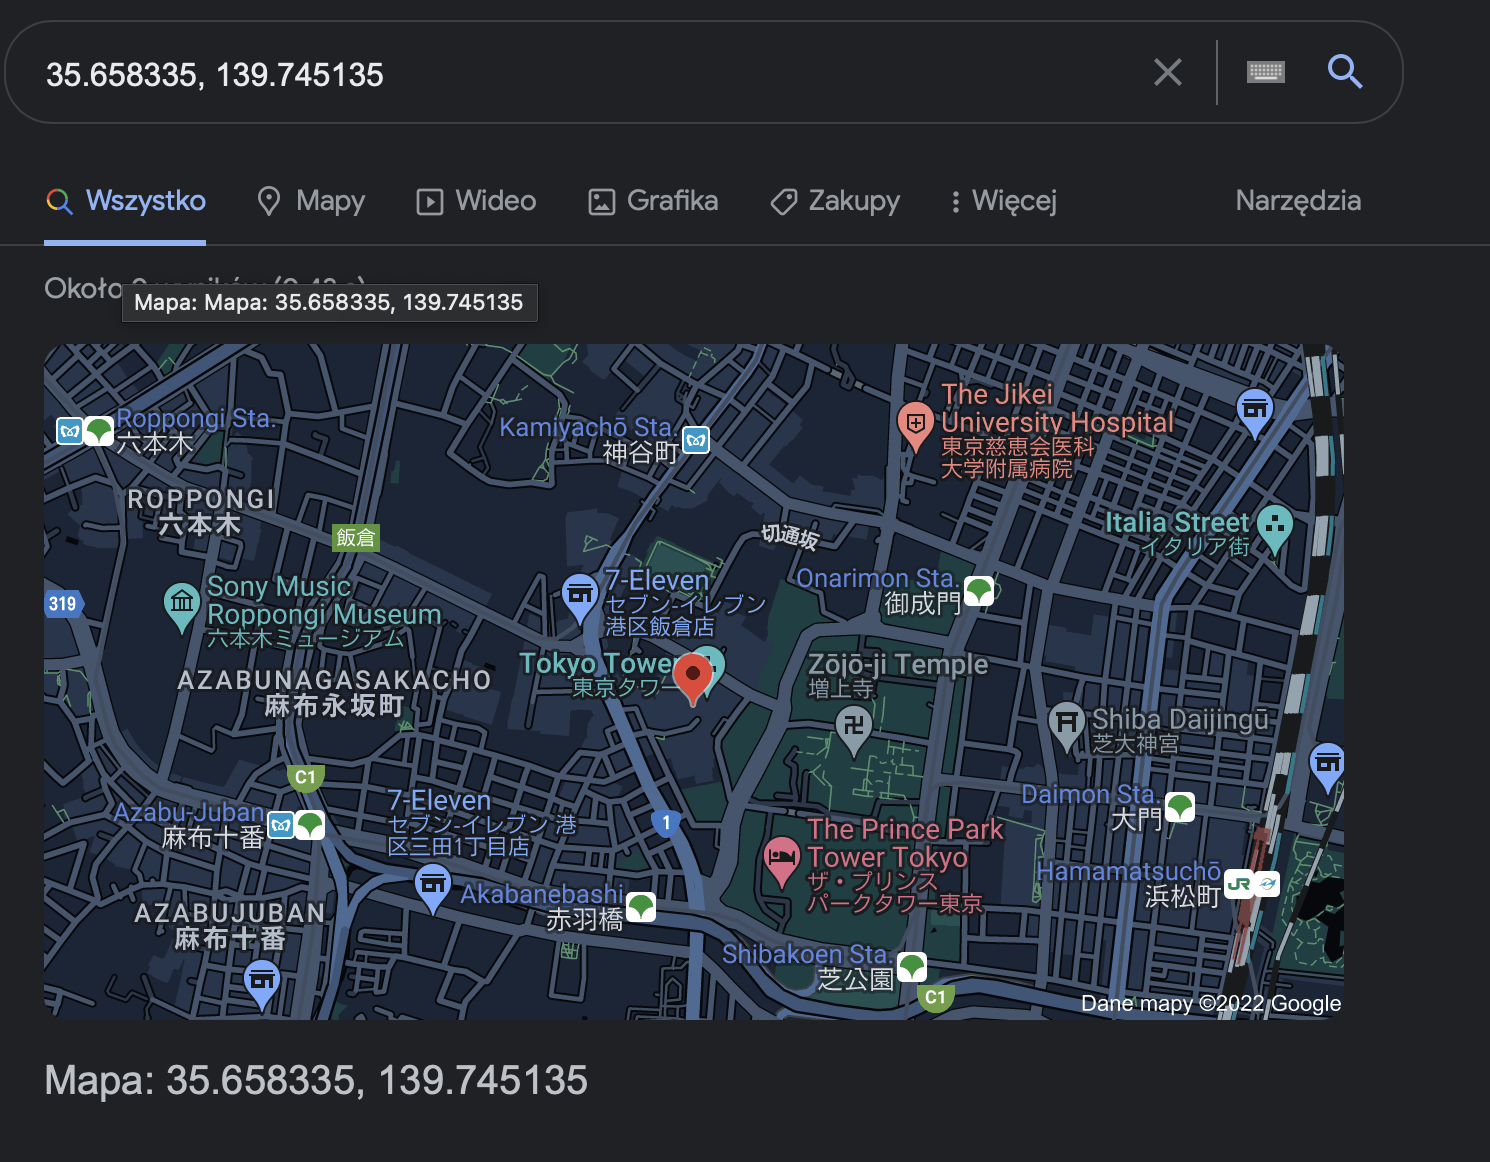 35.658335, 139.745135
Wszystko
Mapy
Wideo
Grafika
Zakupy
Więcej
Narzędzia
Około
Mapa: Mapa: 35.658335, 139.745135
The Jikei
University Hospital
東京慈恵会医科
大学附属病院
Roppongi Sta.
六本木
Kamiyachō Sta.
神谷町
ROPPONGI
六本木
飯倉
切通坂
Italia Street
イタリア街
Sony Music
Roppongi Museum
六本木ミュージアム
319
7-Eleven
セブン-イレブン
港区飯倉店
Onarimon Sta.
御成門
Tokyo Tower
東京タワー
Zōjō-ji Temple
増上寺
AZABUNAGASAKACHO
麻布永坂町
Shiba Daijingū
芝大神宮
C1
Azabu-Juban
麻布十番
7-Eleven
セブン-イレブン 港
区三田1丁目店
1
Daimon Sta.
大門
The Prince Park
Tower Tokyo
ザ・プリンス
パークタワー東京
Hamamatsuchō
浜松町
JR
Akabanebashi
赤羽橋
AZABUJUBAN
麻布十番
Shibakoen Sta.
芝公園
C1
Dane mapy ©2022 Google
Mapa: 35.658335, 139.745135